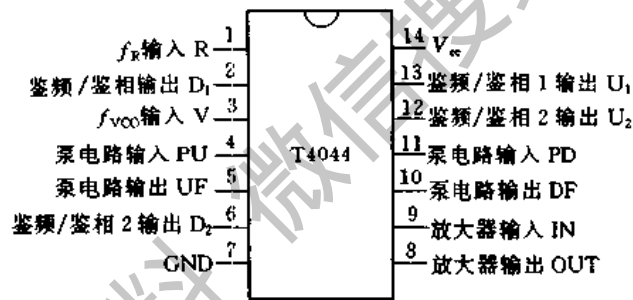 1
f_R输入 R
2
鉴频/鉴相输出 D₁
3
f_VCO输入 V
4
泵电路输入 PU
5
泵电路输出 UF
6
鉴频/鉴相 2 输出 D₂
7
GND
T4044
14 Vcc
13
鉴频/鉴相 1 输出 U₁
12
鉴频/鉴相 2 输出 U₂
11
泵电路输入 PD
10
泵电路输出 DF
9
放大器输入 IN
8
放大器输出 OUT
微信搜
料